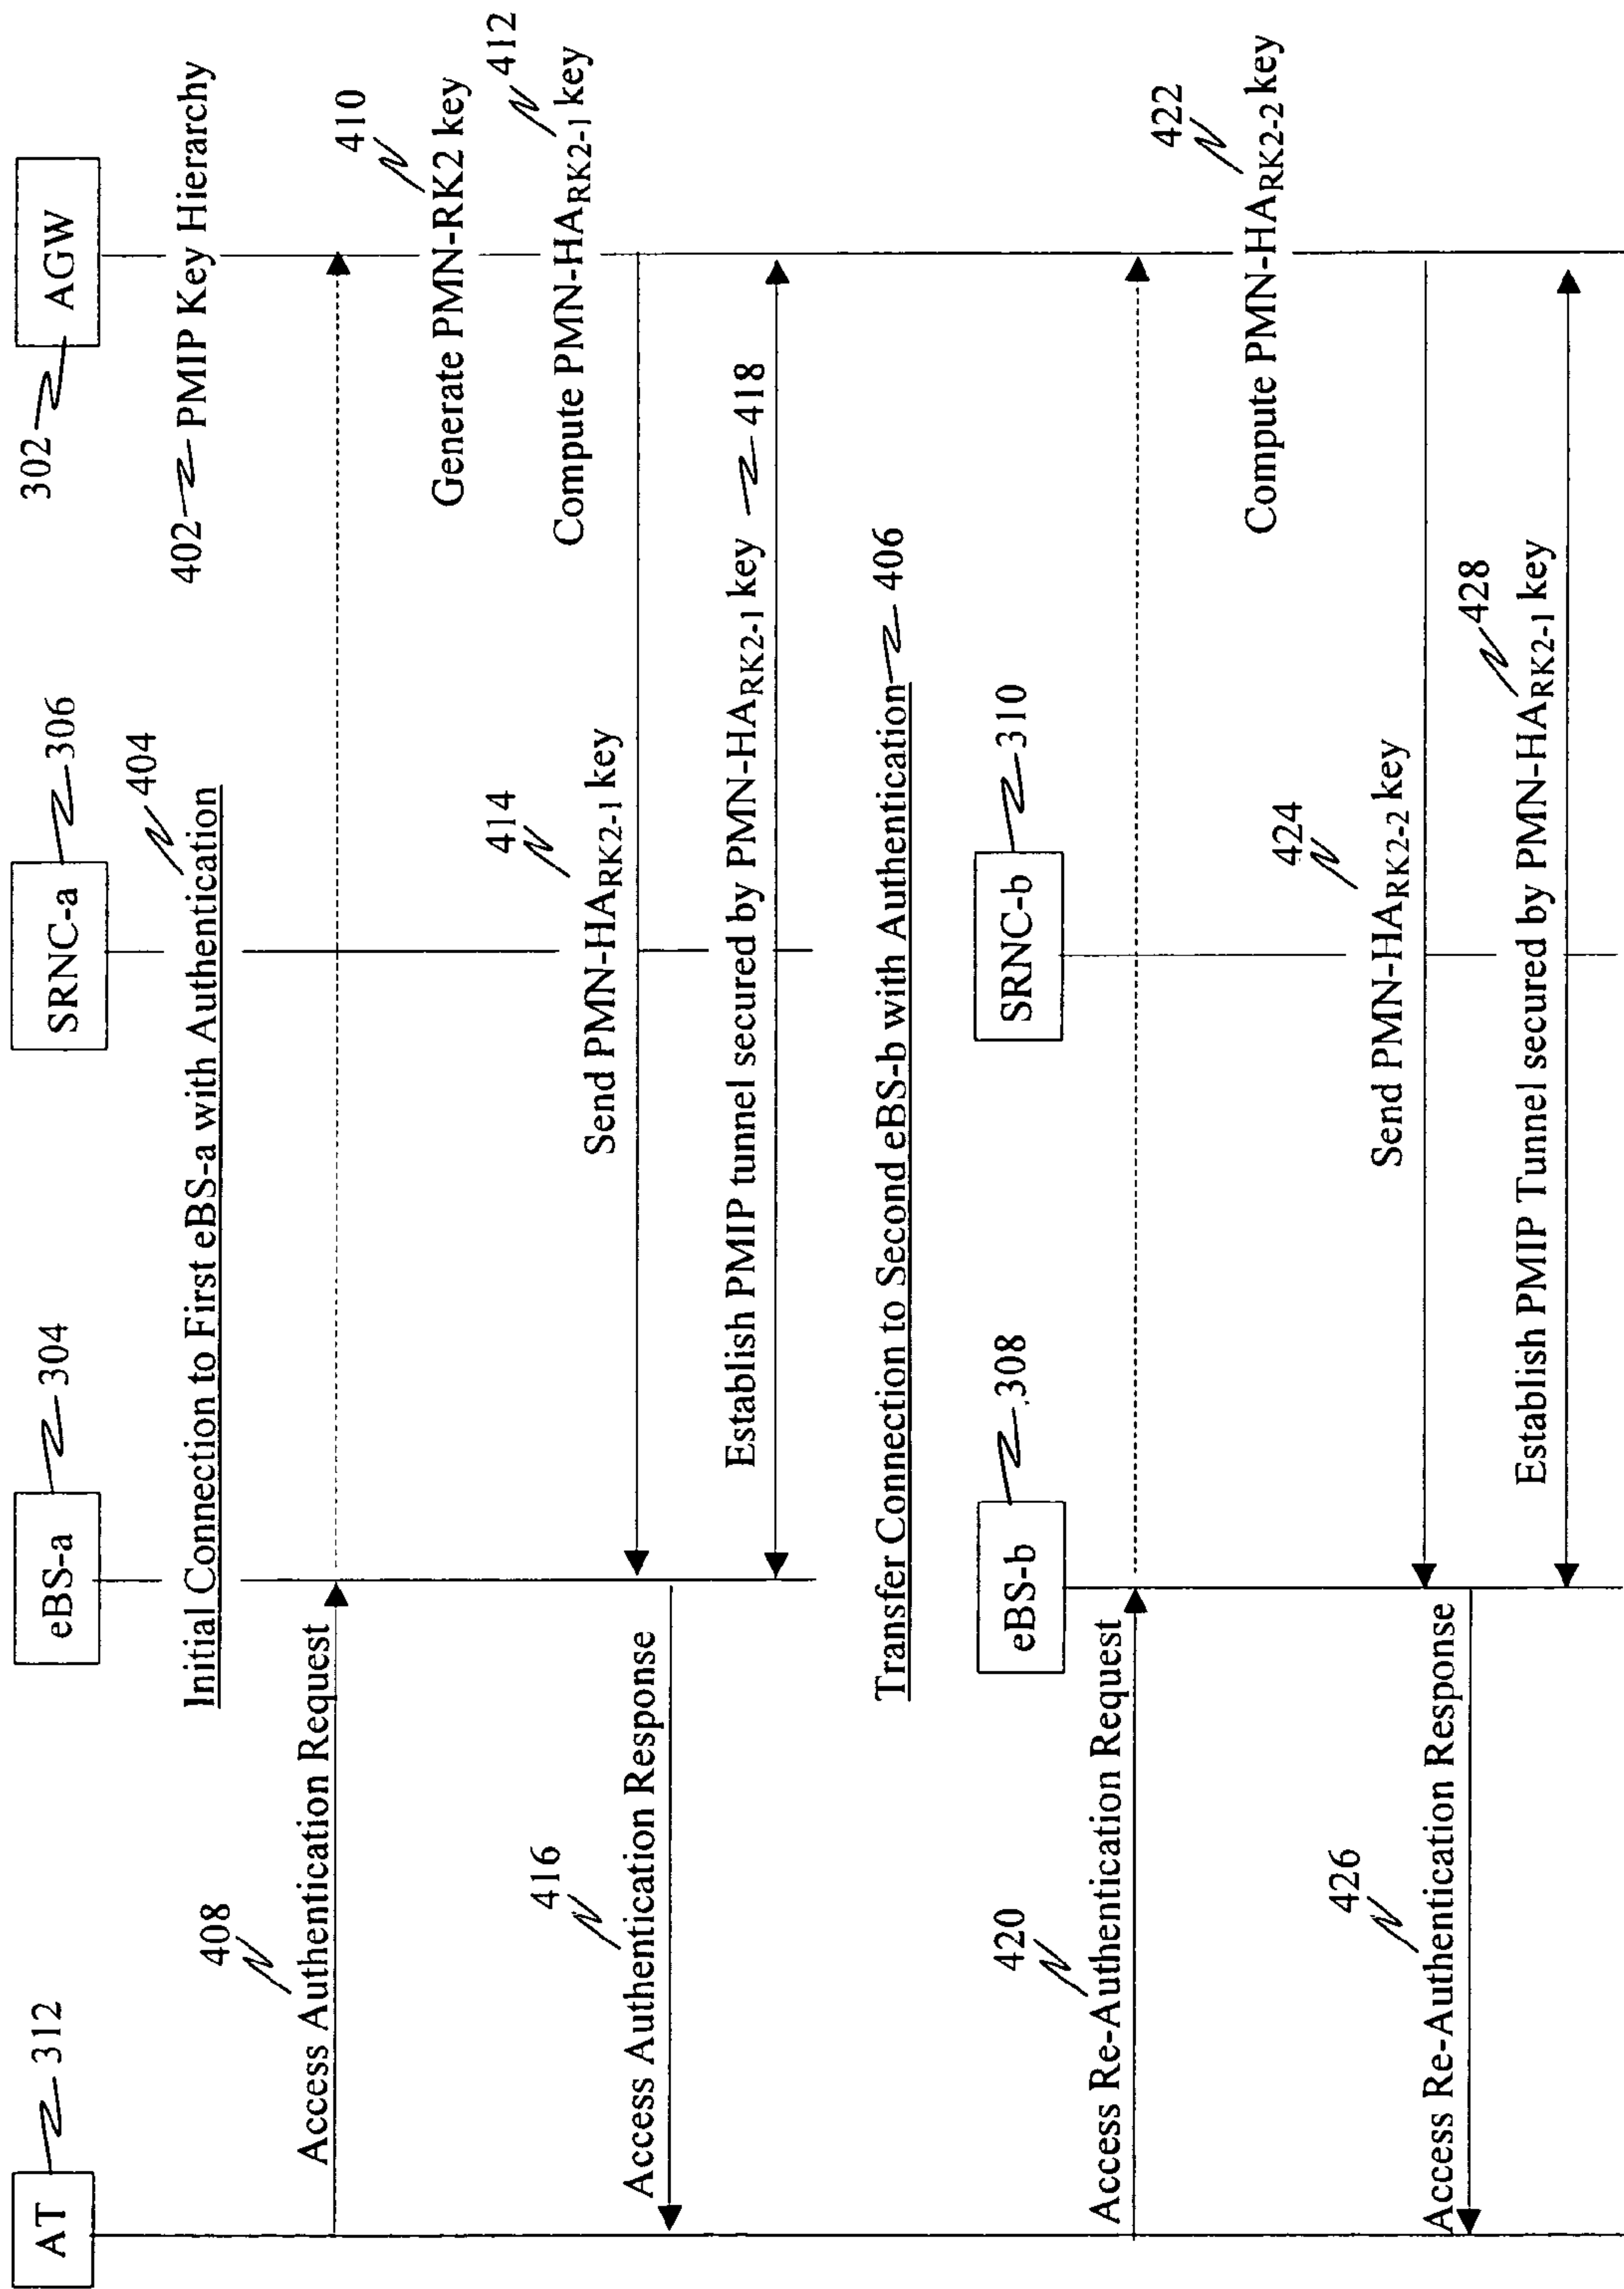 AT
312
eBS-a
304
SRNC-a
306
302
AGW
402
PMIP Key Hierarchy
404
Initial Connection to First eBS-a with Authentication
408
Access Authentication Request
410
Generate PMN-RK2 key
412
Compute PMN-HARK2-1 key
414
Send PMN-HARK2-1 key
416
Access Authentication Response
Establish PMIP tunnel secured by PMN-HARK2-1 key
418
Transfer Connection to Second eBS-b with Authentication
406
eBS-b
308
SRNC-b
310
420
Access Re-Authentication Request
422
Compute PMN-HARK2-2 key
424
Send PMN-HARK2-2 key
426
Access Re-Authentication Response
428
Establish PMIP Tunnel secured by PMN-HARK2-1 key